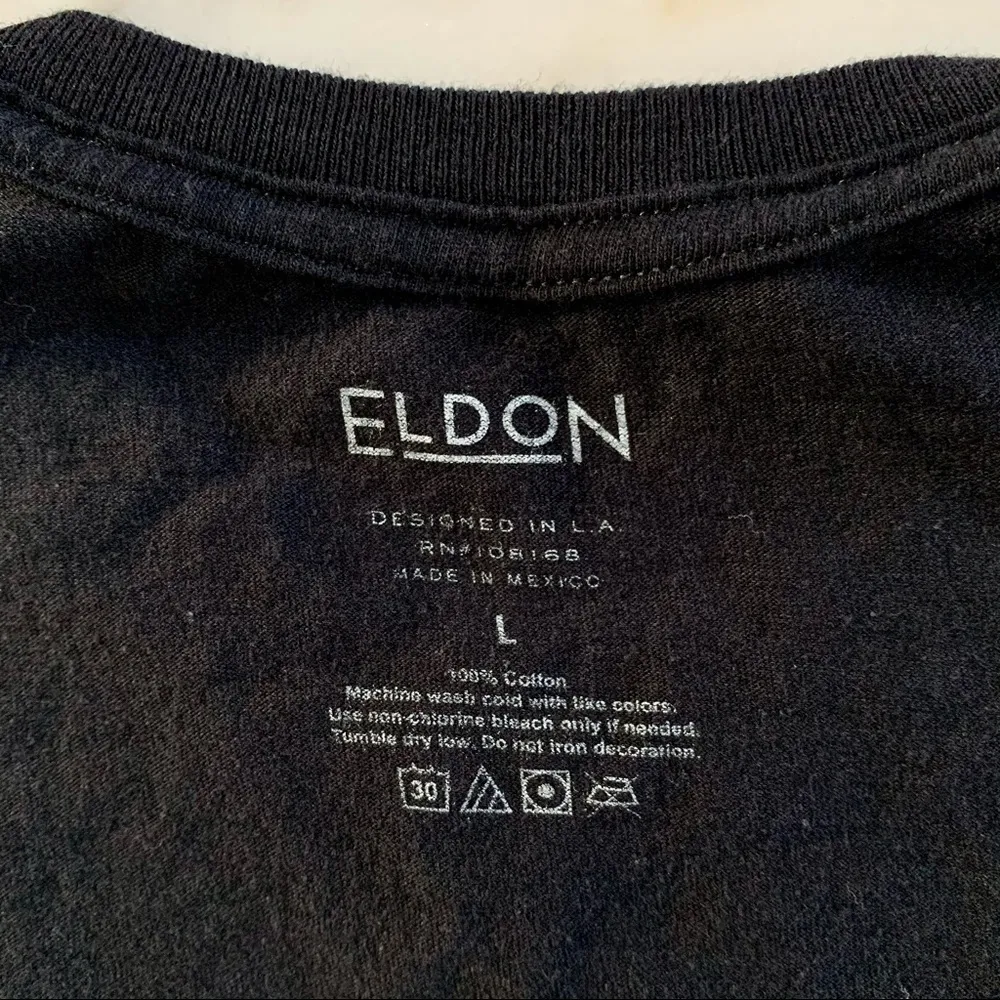 ELDON
DESIGNED IN L.A.
RN#108168
MADE IN MEXICO
L
100% Cotton
Machine wash cold with like colors.
Use non-chlorine bleach only if needed.
Tumble dry low. Do not iron decoration.
30